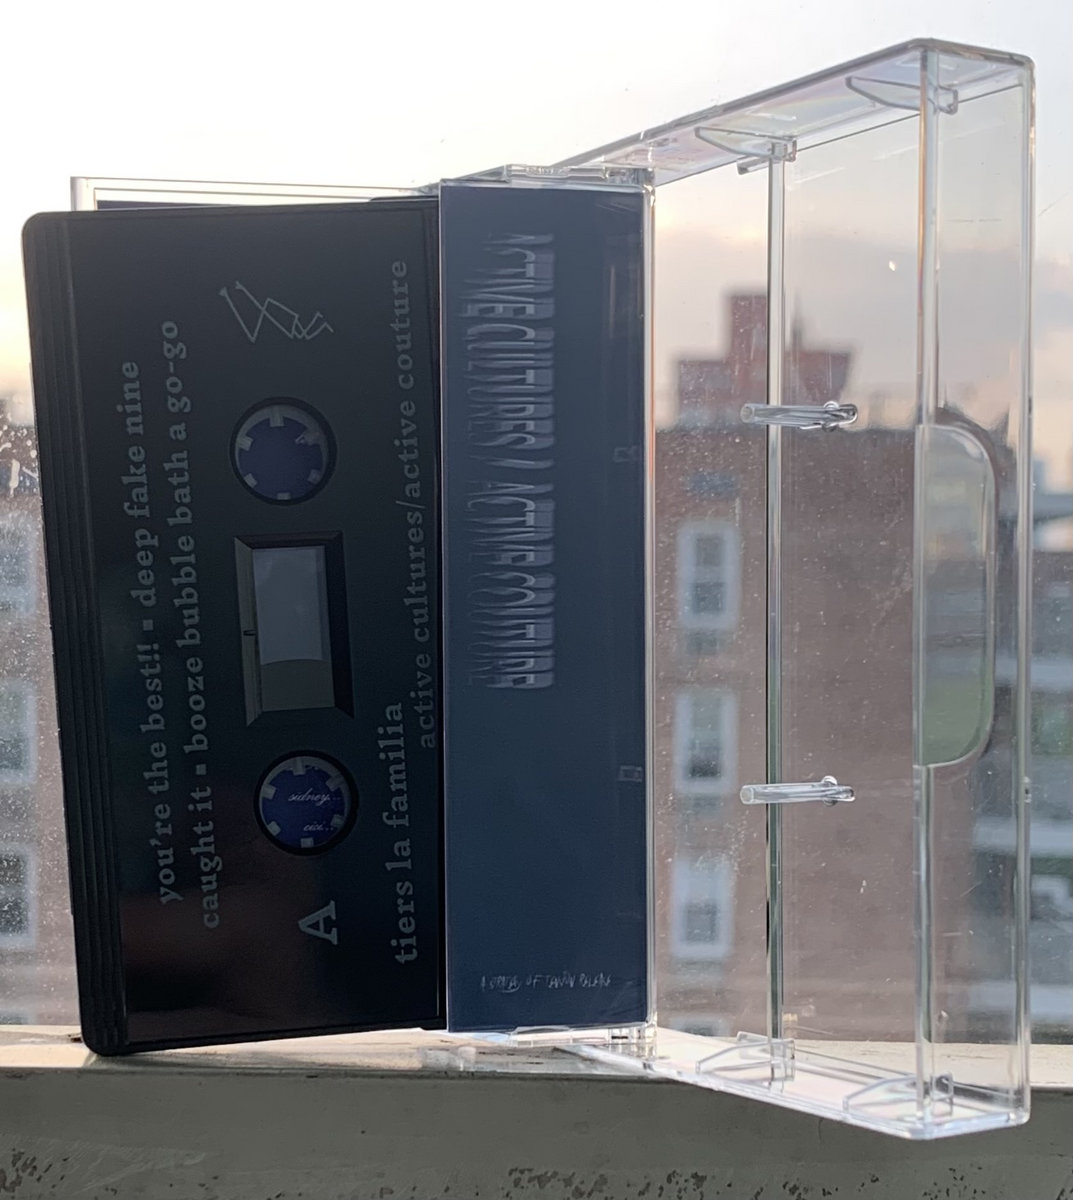 you're the best!! ▪ deep fake nine
caught it ▪ booze bubble bath a go-go
A
sidney...
tiers la familia
active cultures/active couture
ACTIVE CULTURES / ACTIVE COUTURE
OF